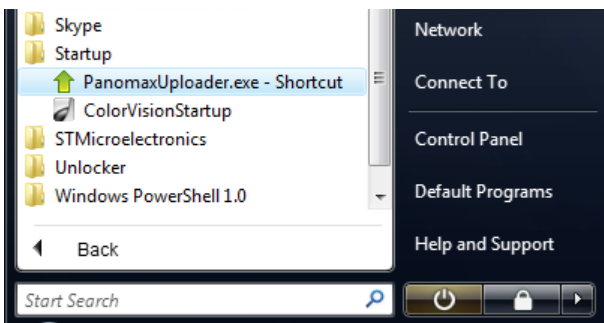 Skype
Startup
PanomaxUploader.exe - Shortcut
ColorVisionStartup
STMicroelectronics
Unlocker
Windows PowerShell 1.0
Back
Start Search
Network
Connect To
Control Panel
Default Programs
Help and Support